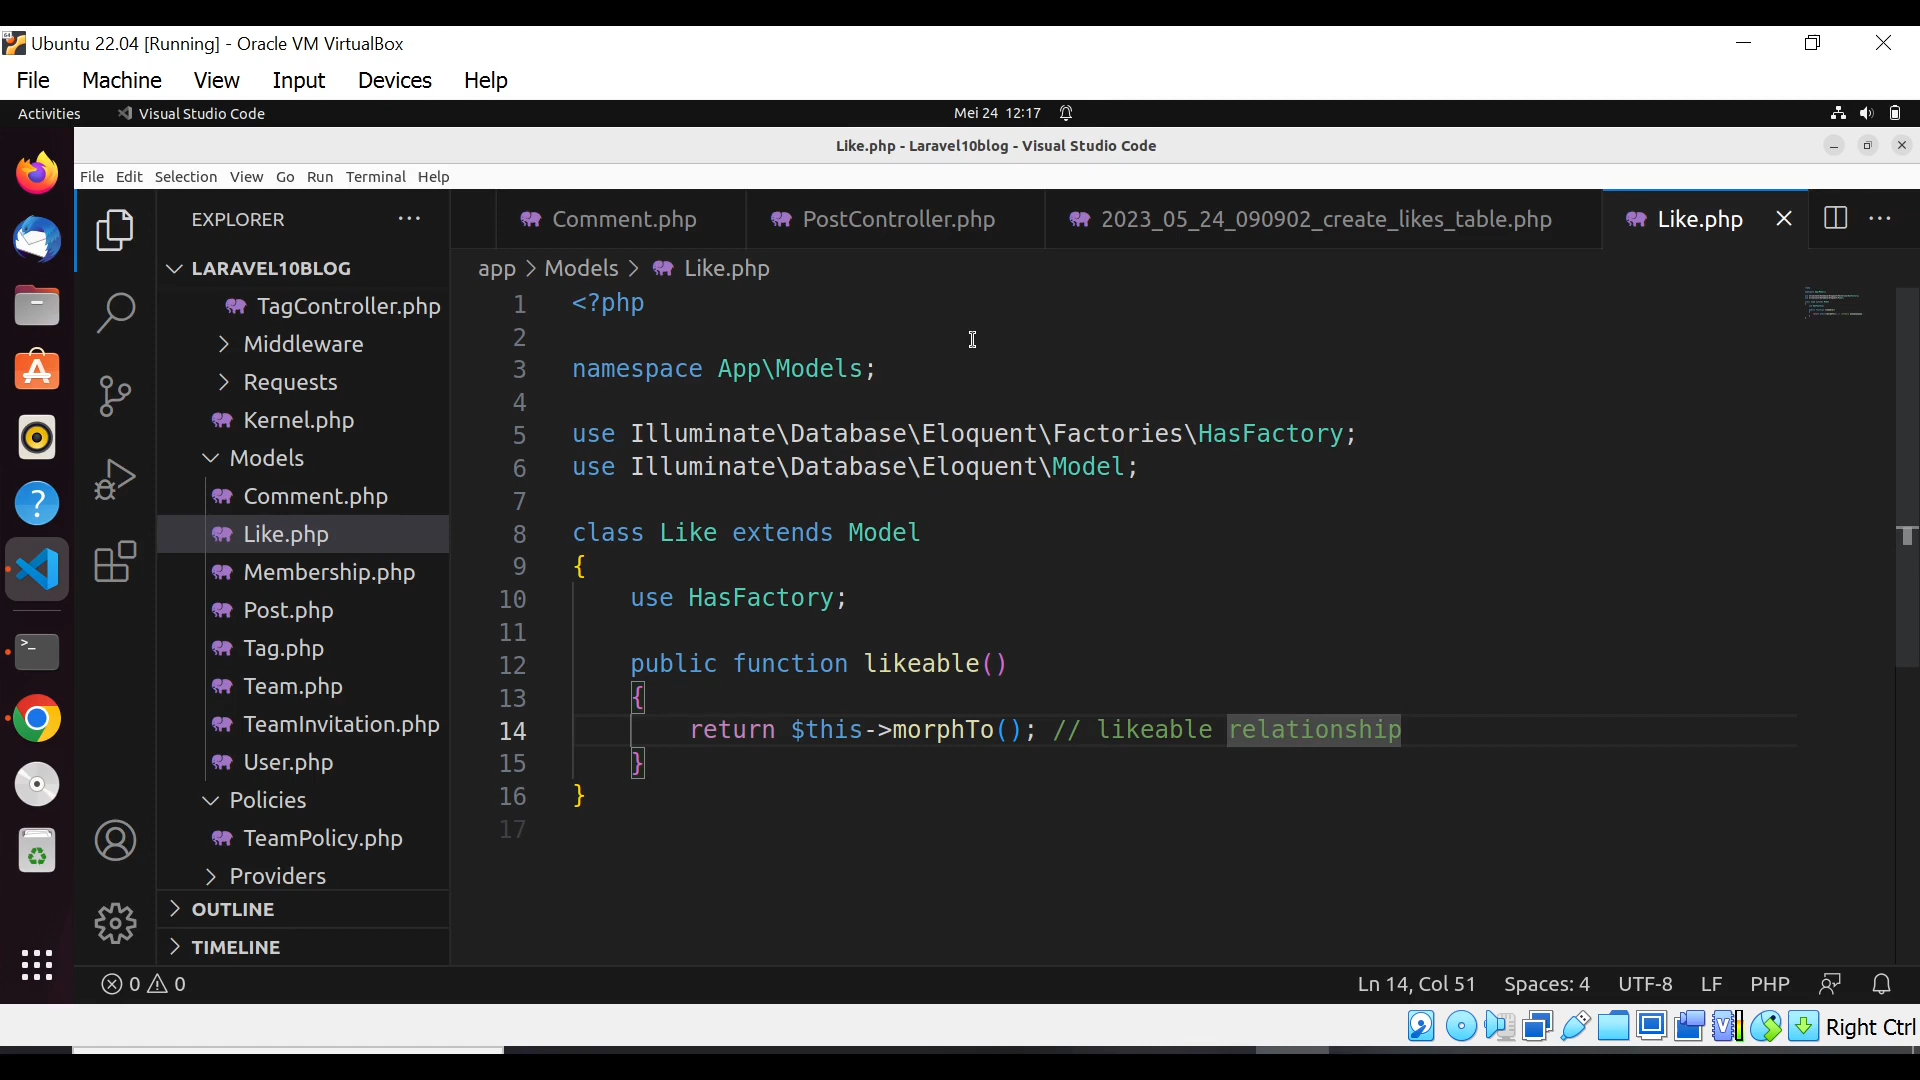 Ubuntu 22.04 [Running] - Oracle VM VirtualBox
File Machine View Input Devices Help
Activities Visual Studio Code Mei 24 12:17
Like.php - Laravel10blog - Visual Studio Code
File Edit Selection View Go Run Terminal Help
EXPLORER ···
Comment.php PostController.php 2023_05_24_090902_create_likes_table.php Like.php ···
LARAVEL10BLOG
TagController.php
Middleware
Requests
Kernel.php
Models
Comment.php
Like.php
Membership.php
Post.php
Tag.php
Team.php
TeamInvitation.php
User.php
Policies
TeamPolicy.php
Providers
OUTLINE
TIMELINE
app > Models > Like.php
1 <?php
2
3 namespace App\Models;
4
5 use Illuminate\Database\Eloquent\Factories\HasFactory;
6 use Illuminate\Database\Eloquent\Model;
7
8 class Like extends Model
9 {
10 use HasFactory;
11
12 public function likeable()
13 {
14 return $this->morphTo(); // likeable relationship
15 }
16 }
17
0 0 Ln 14, Col 51 Spaces: 4 UTF-8 LF PHP
Right Ctrl